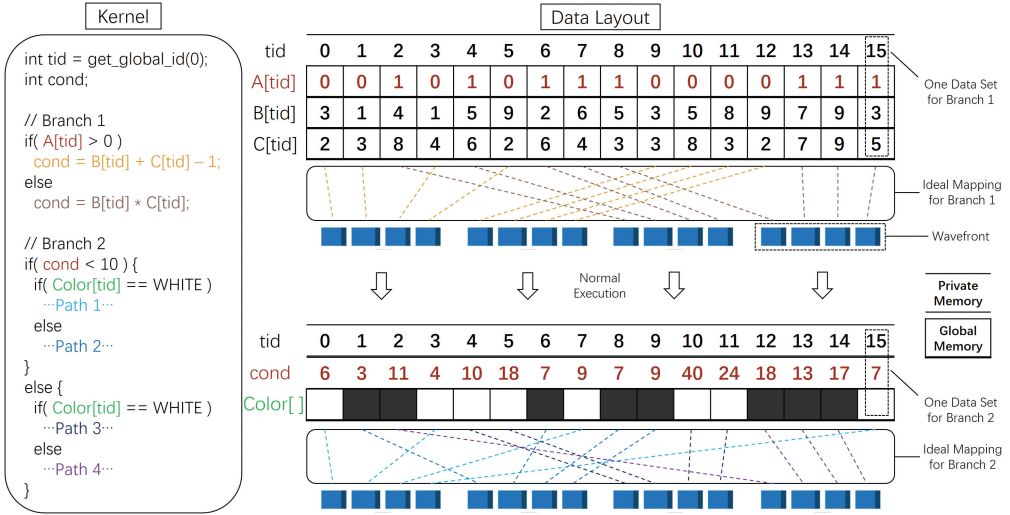 Kernel
int tid = get_global_id(0);
int cond;
// Branch 1
if( A[tid] > 0 )
cond = B[tid] + C[tid] – 1;
else
cond = B[tid] * C[tid];
// Branch 2
if( cond < 10 ) {
if( Color[tid] == WHITE )
···Path 1···
else
···Path 2···
}
else {
if( Color[tid] == WHITE )
···Path 3···
else
···Path 4···
}
Data Layout
tid 0 1 2 3 4 5 6 7 8 9 10 11 12 13 14 15
A[tid] 0 0 1 0 1 0 1 1 1 0 0 0 0 1 1 1
B[tid] 3 1 4 1 5 9 2 6 5 3 5 8 9 7 9 3
C[tid] 2 3 8 4 6 2 6 4 3 3 8 3 2 7 9 5
One Data Set
for Branch 1
Ideal Mapping
for Branch 1
Wavefront
Normal
Execution
Private
Memory
Global
Memory
tid 0 1 2 3 4 5 6 7 8 9 10 11 12 13 14 15
cond 6 3 11 4 10 18 7 9 7 9 40 24 18 13 17 7
Color[ ]
One Data Set
for Branch 2
Ideal Mapping
for Branch 2